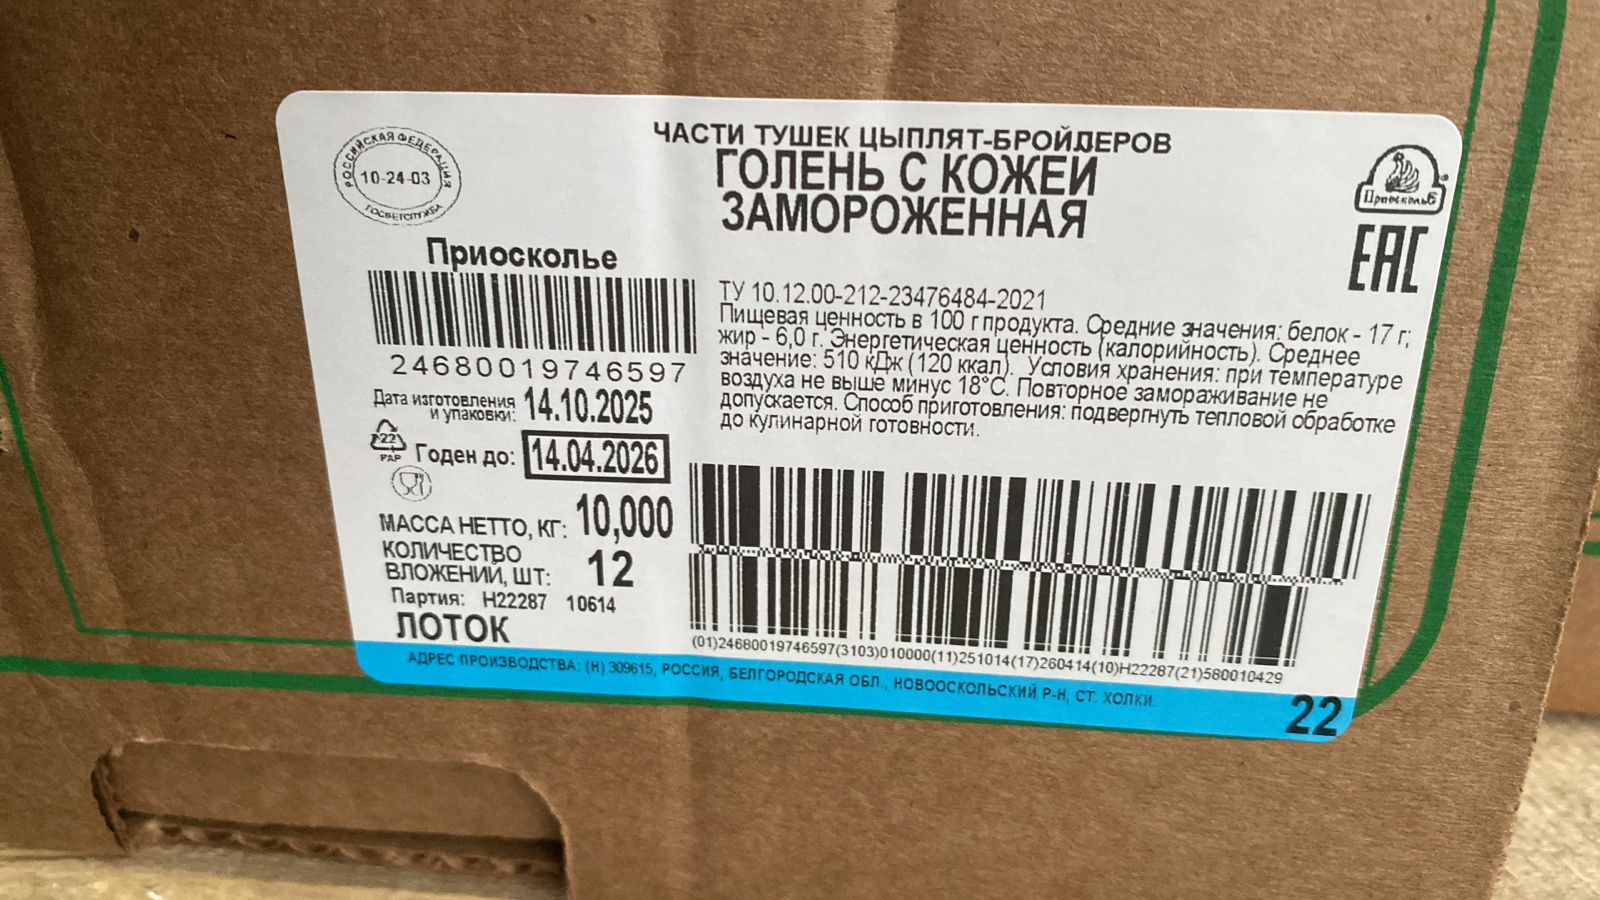 РОССИЙСКАЯ ФЕДЕРАЦИЯ
10-24-03
ГОСВЕТСЛУЖБА
ЧАСТИ ТУШЕК ЦЫПЛЯТ-БРОЙЛЕРОВ
ГОЛЕНЬ С КОЖЕЙ
ЗАМОРОЖЕННАЯ
Приосколье
EAC
Приосколье
24680019746597
Дата изготовления
и упаковки: 14.10.2025
22
PAP
Годен до: 14.04.2026
МАССА НЕТТО, КГ: 10,000
КОЛИЧЕСТВО
ВЛОЖЕНИЙ, ШТ: 12
Партия: Н22287 10614
ЛОТОК
ТУ 10.12.00-212-23476484-2021
Пищевая ценность в 100 г продукта. Средние значения: белок - 17 г;
жир - 6,0 г. Энергетическая ценность (калорийность). Среднее
значение: 510 кДж (120 ккал). Условия хранения: при температуре
воздуха не выше минус 18°С. Повторное замораживание не
допускается. Способ приготовления: подвергнуть тепловой обработке
до кулинарной готовности.
(01)24680019746597(3103)010000(11)251014(17)260414(10)H22287(21)580010429
АДРЕС ПРОИЗВОДСТВА: (Н) 309615, РОССИЯ, БЕЛГОРОДСКАЯ ОБЛ., НОВООСКОЛЬСКИЙ Р-Н, СТ. ХОЛКИ.
22